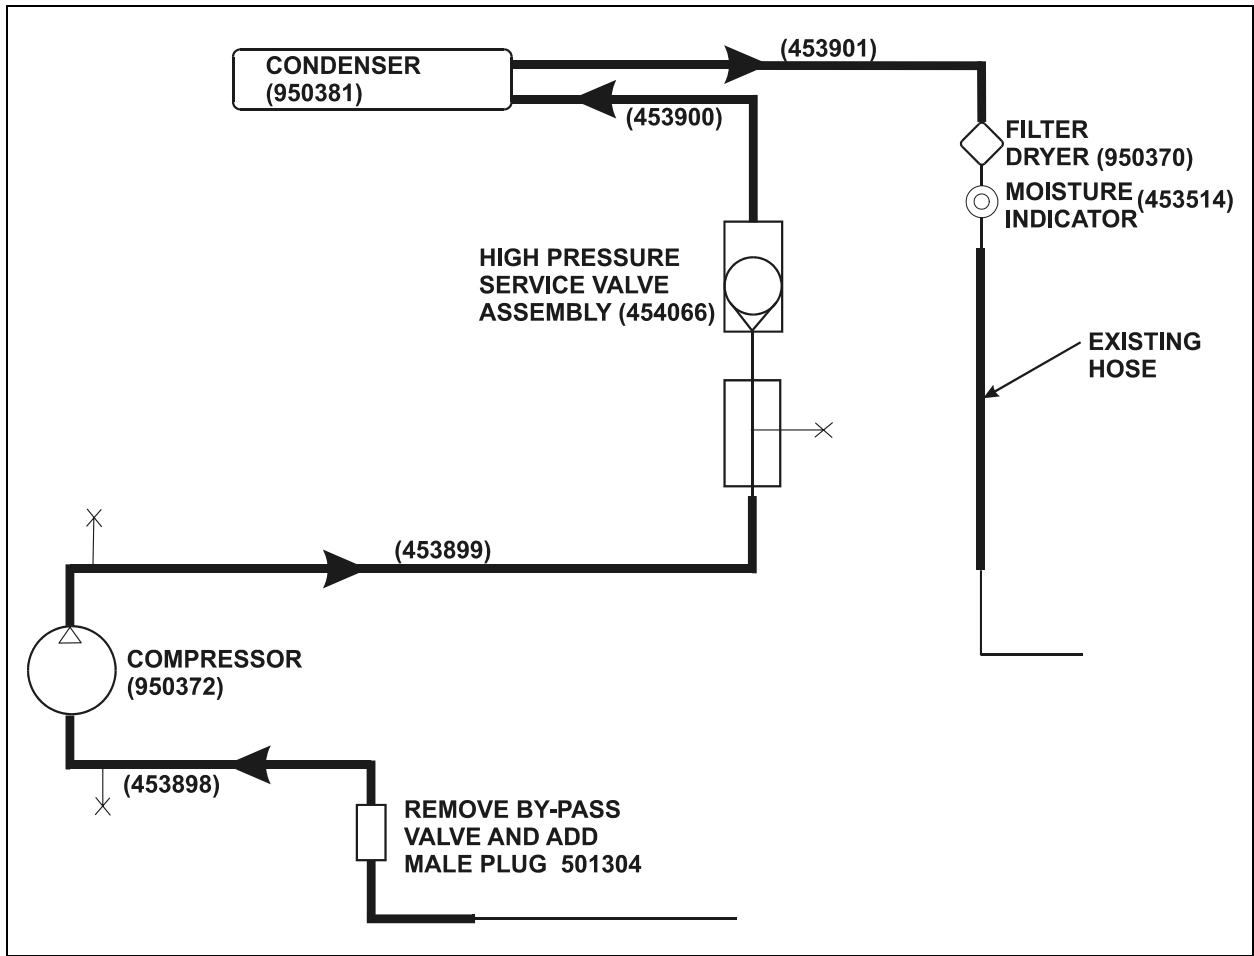 (453901)
CONDENSER
(950381)
(453900)
FILTER
DRYER (950370)
MOISTURE (453514)
INDICATOR
HIGH PRESSURE
SERVICE VALVE
ASSEMBLY (454066)
EXISTING
HOSE
(453899)
COMPRESSOR
(950372)
(453898)
REMOVE BY-PASS
VALVE AND ADD
MALE PLUG 501304